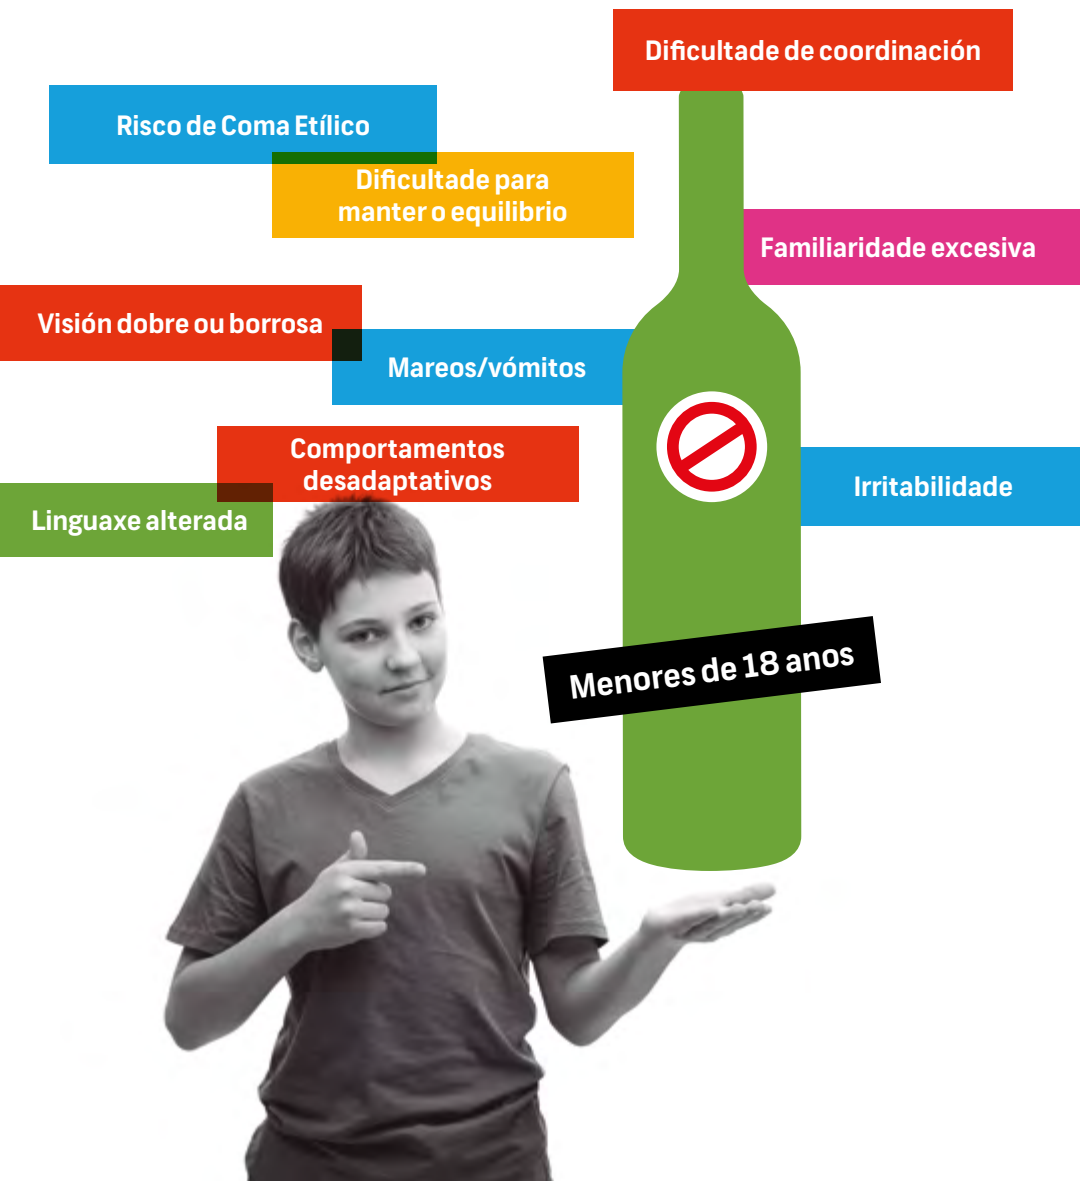 Dificultade de coordinación
Risco de Coma Etílico
Dificultade para
manter o equilibrio
Familiaridade excesiva
Visión dobre ou borrosa
Mareos/vómitos
Comportamentos
desadaptativos
Irritabilidade
Linguaxe alterada
Menores de 18 anos